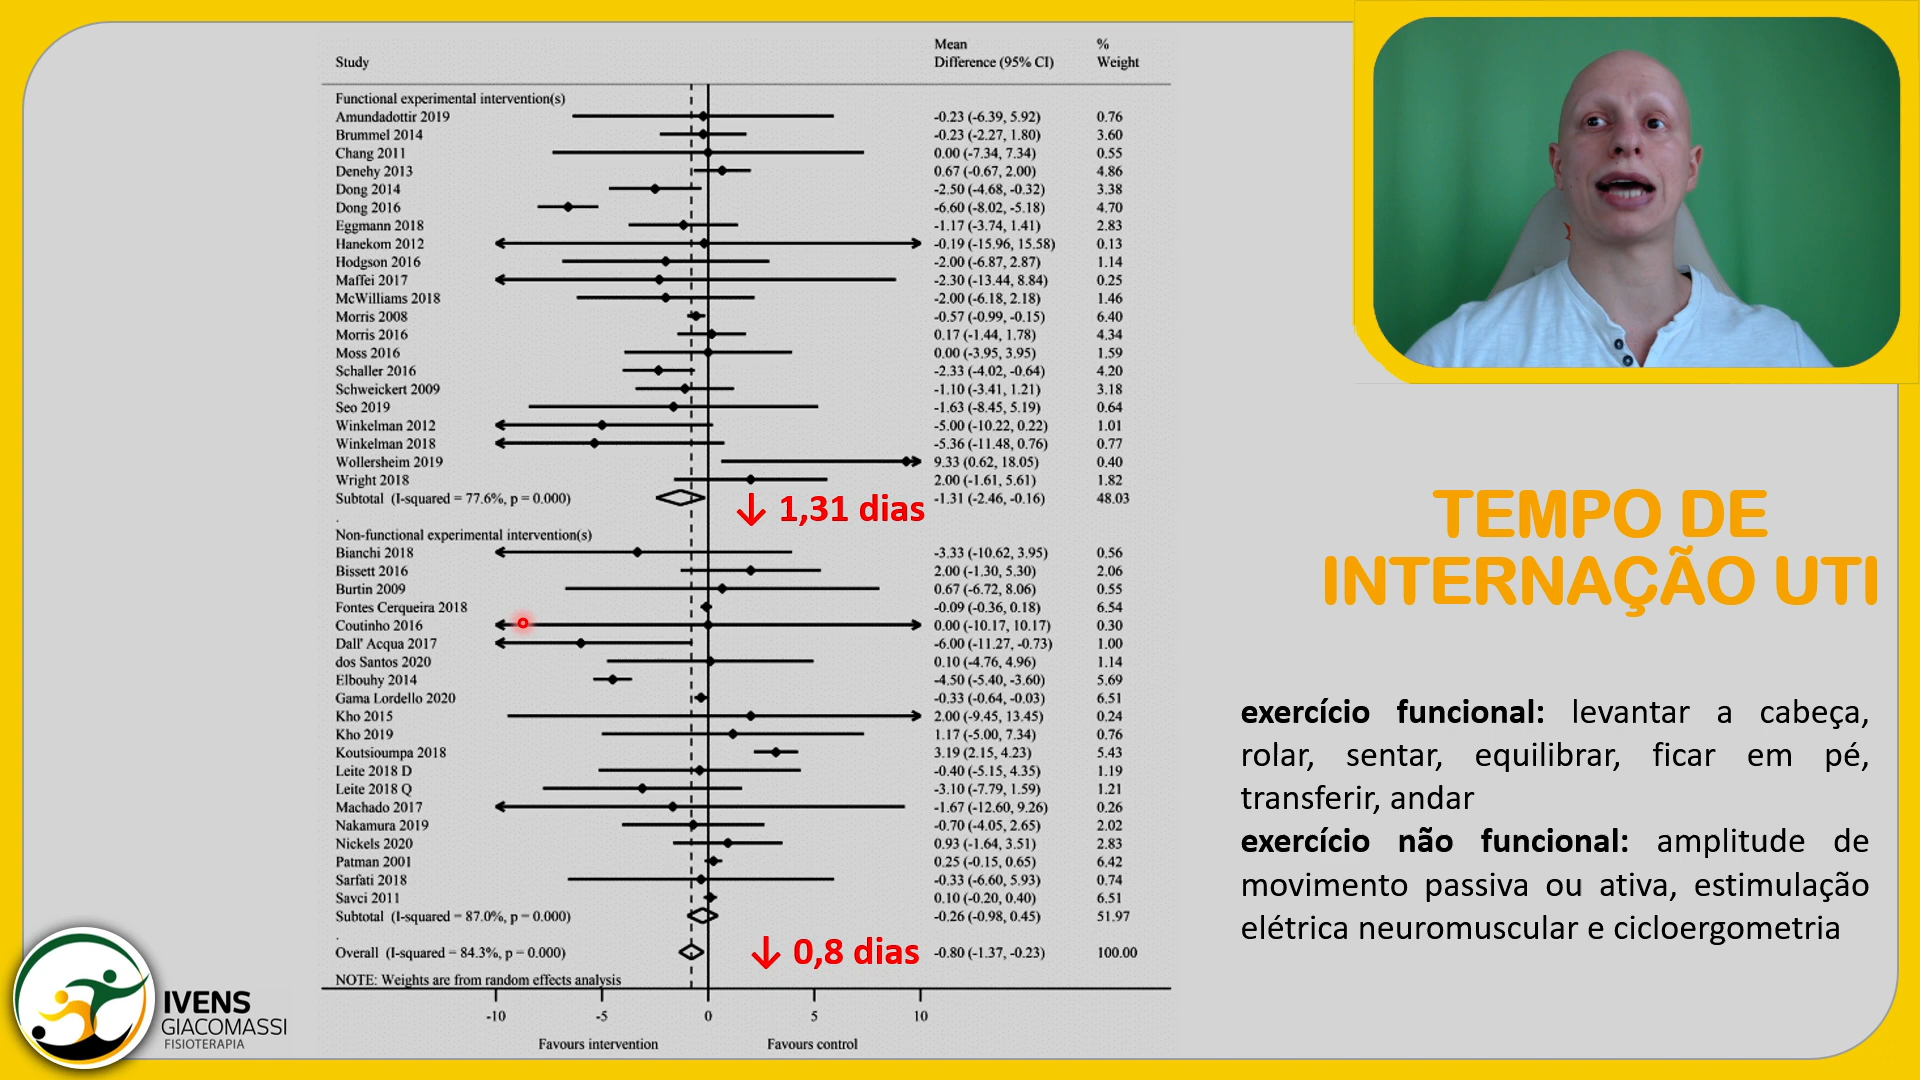 Study Mean Difference (95% CI) % Weight
Functional experimental intervention(s)
Amundadottir 2019 -0.23 (-6.39, 5.92) 0.76
Brummel 2014 -0.23 (-2.27, 1.80) 3.60
Chang 2011 0.00 (-7.34, 7.34) 0.55
Denehy 2013 0.67 (-0.67, 2.00) 4.86
Dong 2014 -2.50 (-4.68, -0.32) 3.38
Dong 2016 -6.60 (-8.02, -5.18) 4.70
Eggmann 2018 -1.17 (-3.74, 1.41) 2.83
Hanekom 2012 -0.19 (-15.96, 15.58) 0.13
Hodgson 2016 -2.00 (-6.87, 2.87) 1.14
Maffei 2017 -2.30 (-13.44, 8.84) 0.25
McWilliams 2018 -2.00 (-6.18, 2.18) 1.46
Morris 2008 -0.57 (-0.99, -0.15) 6.40
Morris 2016 0.17 (-1.44, 1.78) 4.34
Moss 2016 0.00 (-3.95, 3.95) 1.59
Schaller 2016 -2.33 (-4.02, -0.64) 4.20
Schweickert 2009 -1.10 (-3.41, 1.21) 3.18
Seo 2019 -1.63 (-8.45, 5.19) 0.64
Winkelman 2012 -5.00 (-10.22, 0.22) 1.01
Winkelman 2018 -5.36 (-11.48, 0.76) 0.77
Wollersheim 2019 9.33 (0.62, 18.05) 0.40
Wright 2018 2.00 (-1.61, 5.61) 1.82
Subtotal (I-squared = 77.6%, p = 0.000) -1.31 (-2.46, -0.16) 48.03
↓ 1,31 dias
.
Non-functional experimental intervention(s)
Bianchi 2018 -3.33 (-10.62, 3.95) 0.56
Bissett 2016 2.00 (-1.30, 5.30) 2.06
Burtin 2009 0.67 (-6.72, 8.06) 0.55
Fontes Cerqueira 2018 -0.09 (-0.36, 0.18) 6.54
Coutinho 2016 0.00 (-10.17, 10.17) 0.30
Dall' Acqua 2017 -6.00 (-11.27, -0.73) 1.00
dos Santos 2020 0.10 (-4.76, 4.96) 1.14
Elbouhy 2014 -4.50 (-5.40, -3.60) 5.69
Gama Lordello 2020 -0.33 (-0.64, -0.03) 6.51
Kho 2015 2.00 (-9.45, 13.45) 0.24
Kho 2019 1.17 (-5.00, 7.34) 0.76
Koutsioumpa 2018 3.19 (2.15, 4.23) 5.43
Leite 2018 D -0.40 (-5.15, 4.35) 1.19
Leite 2018 Q -3.10 (-7.79, 1.59) 1.21
Machado 2017 -1.67 (-12.60, 9.26) 0.26
Nakamura 2019 -0.70 (-4.05, 2.65) 2.02
Nickels 2020 0.93 (-1.64, 3.51) 2.83
Patman 2001 0.25 (-0.15, 0.65) 6.42
Sarfati 2018 -0.33 (-6.60, 5.93) 0.74
Savci 2011 0.10 (-0.20, 0.40) 6.51
Subtotal (I-squared = 87.0%, p = 0.000) -0.26 (-0.98, 0.45) 51.97
.
Overall (I-squared = 84.3%, p = 0.000) -0.80 (-1.37, -0.23) 100.00
↓ 0,8 dias
NOTE: Weights are from random effects analysis
-10 -5 0 5 10
Favours intervention Favours control
TEMPO DE
INTERNAÇÃO UTI
exercício funcional: levantar a cabeça,
rolar, sentar, equilibrar, ficar em pé,
transferir, andar
exercício não funcional: amplitude de
movimento passiva ou ativa, estimulação
elétrica neuromuscular e cicloergometria
IVENS
GIACOMASSI
FISIOTERAPIA